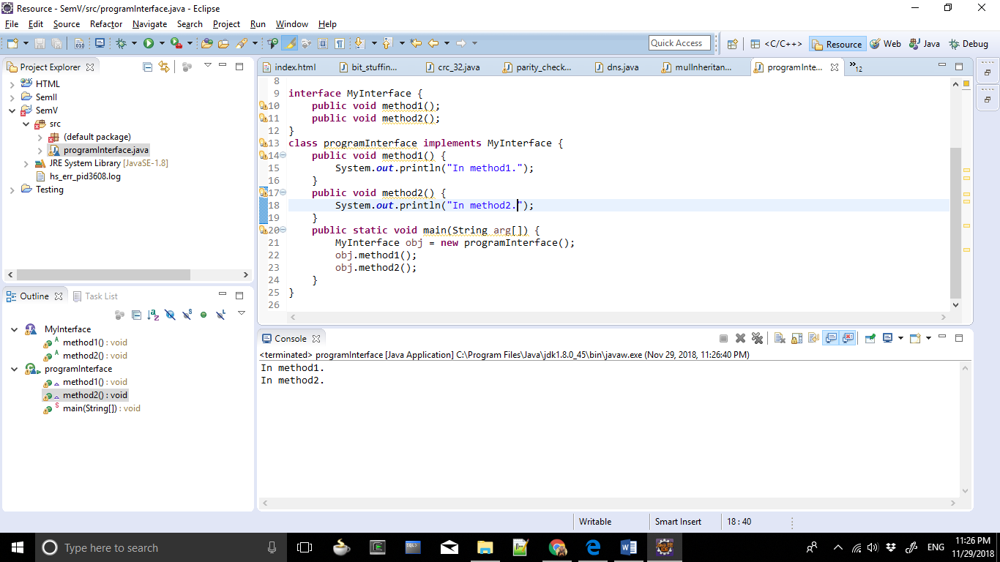 Resource - SemV/src/programInterface.java - Eclipse
File Edit Source Refactor Navigate Search Project Run Window Help
Quick Access
<C/C++> Resource Web Java Debug
Project Explorer
HTML
SemII
SemV
src
(default package)
programInterface.java
JRE System Library [JavaSE-1.8]
hs_err_pid3608.log
Testing
Outline Task List
MyInterface
method1() : void
method2() : void
programInterface
method1() : void
method2() : void
main(String[]) : void
index.html bit_stuffin... crc_32.java parity_check... dns.java mulInheritan... programInte... »12
8
9 interface MyInterface {
10 public void method1();
11 public void method2();
12 }
13 class programInterface implements MyInterface {
14 public void method1() {
15 System.out.println("In method1.");
16 }
17 public void method2() {
18 System.out.println("In method2.");
19 }
20 public static void main(String arg[]) {
21 MyInterface obj = new programInterface();
22 obj.method1();
23 obj.method2();
24 }
25 }
26
Console
<terminated> programInterface [Java Application] C:\Program Files\Java\jdk1.8.0_45\bin\javaw.exe (Nov 29, 2018, 11:26:40 PM)
In method1.
In method2.
Writable Smart Insert 18 : 40
Type here to search
ENG
11:26 PM
11/29/2018